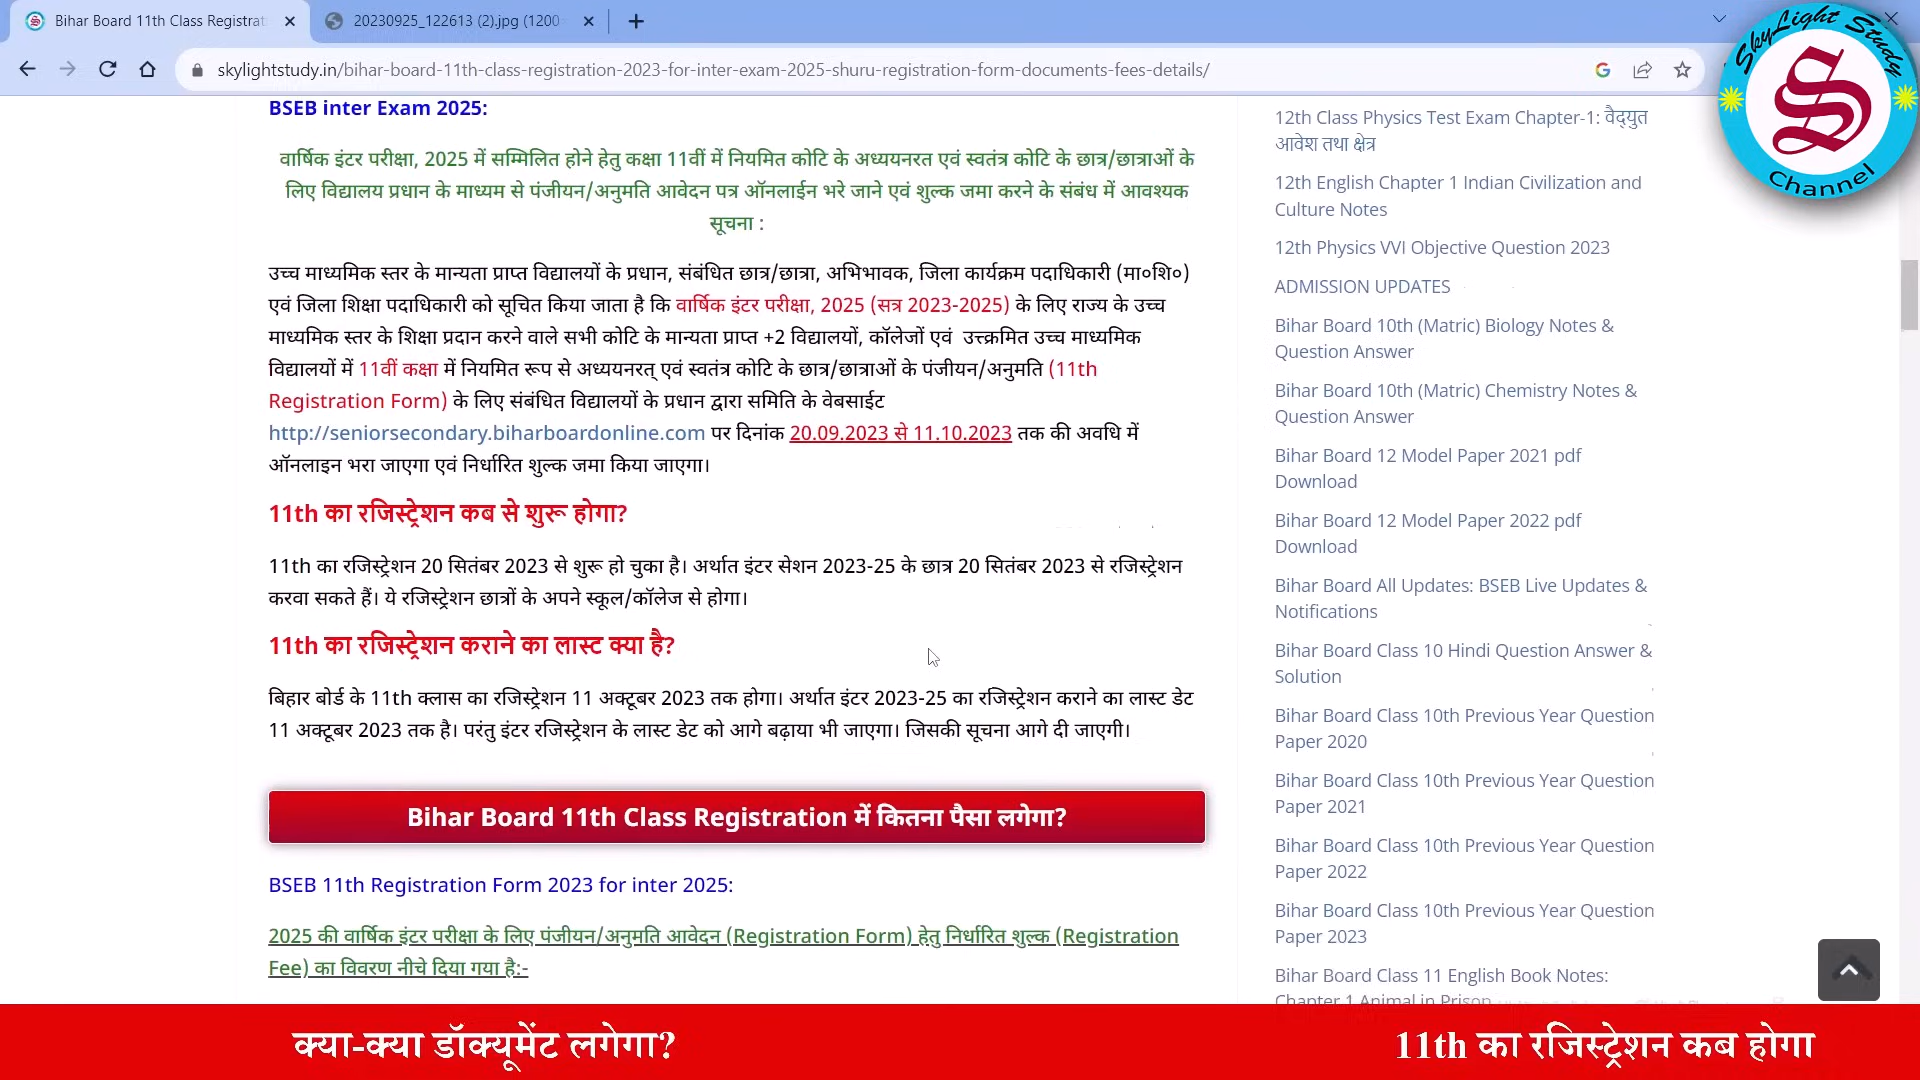 Bihar Board 11th Class Registrat
20230925_122613 (2).jpg (1200
skylightstudy.in/bihar-board-11th-class-registration-2023-for-inter-exam-2025-shuru-registration-form-documents-fees-details/
SkyLight Study
S
Channel
BSEB inter Exam 2025:
वार्षिक इंटर परीक्षा, 2025 में सम्मिलित होने हेतु कक्षा 11वीं में नियमित कोटि के अध्ययनरत एवं स्वतंत्र कोटि के छात्र/छात्राओं के
लिए विद्यालय प्रधान के माध्यम से पंजीयन/अनुमति आवेदन पत्र ऑनलाईन भरे जाने एवं शुल्क जमा करने के संबंध में आवश्यक
सूचना :
उच्च माध्यमिक स्तर के मान्यता प्राप्त विद्यालयों के प्रधान, संबंधित छात्र/छात्रा, अभिभावक, जिला कार्यक्रम पदाधिकारी (मा०शि०)
एवं जिला शिक्षा पदाधिकारी को सूचित किया जाता है कि वार्षिक इंटर परीक्षा, 2025 (सत्र 2023-2025) के लिए राज्य के उच्च
माध्यमिक स्तर के शिक्षा प्रदान करने वाले सभी कोटि के मान्यता प्राप्त +2 विद्यालयों, कॉलेजों एवं उत्त्क्रमित उच्च माध्यमिक
विद्यालयों में 11वीं कक्षा में नियमित रूप से अध्ययनरत् एवं स्वतंत्र कोटि के छात्र/छात्राओं के पंजीयन/अनुमति (11th
Registration Form) के लिए संबंधित विद्यालयों के प्रधान द्वारा समिति के वेबसाईट
http://seniorsecondary.biharboardonline.com पर दिनांक 20.09.2023 से 11.10.2023 तक की अवधि में
ऑनलाइन भरा जाएगा एवं निर्धारित शुल्क जमा किया जाएगा।
11th का रजिस्ट्रेशन कब से शुरू होगा?
11th का रजिस्ट्रेशन 20 सितंबर 2023 से शुरू हो चुका है। अर्थात इंटर सेशन 2023-25 के छात्र 20 सितंबर 2023 से रजिस्ट्रेशन
करवा सकते हैं। ये रजिस्ट्रेशन छात्रों के अपने स्कूल/कॉलेज से होगा।
11th का रजिस्ट्रेशन कराने का लास्ट क्या है?
बिहार बोर्ड के 11th क्लास का रजिस्ट्रेशन 11 अक्टूबर 2023 तक होगा। अर्थात इंटर 2023-25 का रजिस्ट्रेशन कराने का लास्ट डेट
11 अक्टूबर 2023 तक है। परंतु इंटर रजिस्ट्रेशन के लास्ट डेट को आगे बढ़ाया भी जाएगा। जिसकी सूचना आगे दी जाएगी।
Bihar Board 11th Class Registration में कितना पैसा लगेगा?
BSEB 11th Registration Form 2023 for inter 2025:
2025 की वार्षिक इंटर परीक्षा के लिए पंजीयन/अनुमति आवेदन (Registration Form) हेतु निर्धारित शुल्क (Registration
Fee) का विवरण नीचे दिया गया है:-
12th Class Physics Test Exam Chapter-1: वैद्युत
आवेश तथा क्षेत्र
12th English Chapter 1 Indian Civilization and
Culture Notes
12th Physics VVI Objective Question 2023
ADMISSION UPDATES
Bihar Board 10th (Matric) Biology Notes &
Question Answer
Bihar Board 10th (Matric) Chemistry Notes &
Question Answer
Bihar Board 12 Model Paper 2021 pdf
Download
Bihar Board 12 Model Paper 2022 pdf
Download
Bihar Board All Updates: BSEB Live Updates &
Notifications
Bihar Board Class 10 Hindi Question Answer &
Solution
Bihar Board Class 10th Previous Year Question
Paper 2020
Bihar Board Class 10th Previous Year Question
Paper 2021
Bihar Board Class 10th Previous Year Question
Paper 2022
Bihar Board Class 10th Previous Year Question
Paper 2023
Bihar Board Class 11 English Book Notes:
Chapter 1 Animal in Prison
क्या-क्या डॉक्यूमेंट लगेगा?
11th का रजिस्ट्रेशन कब होगा